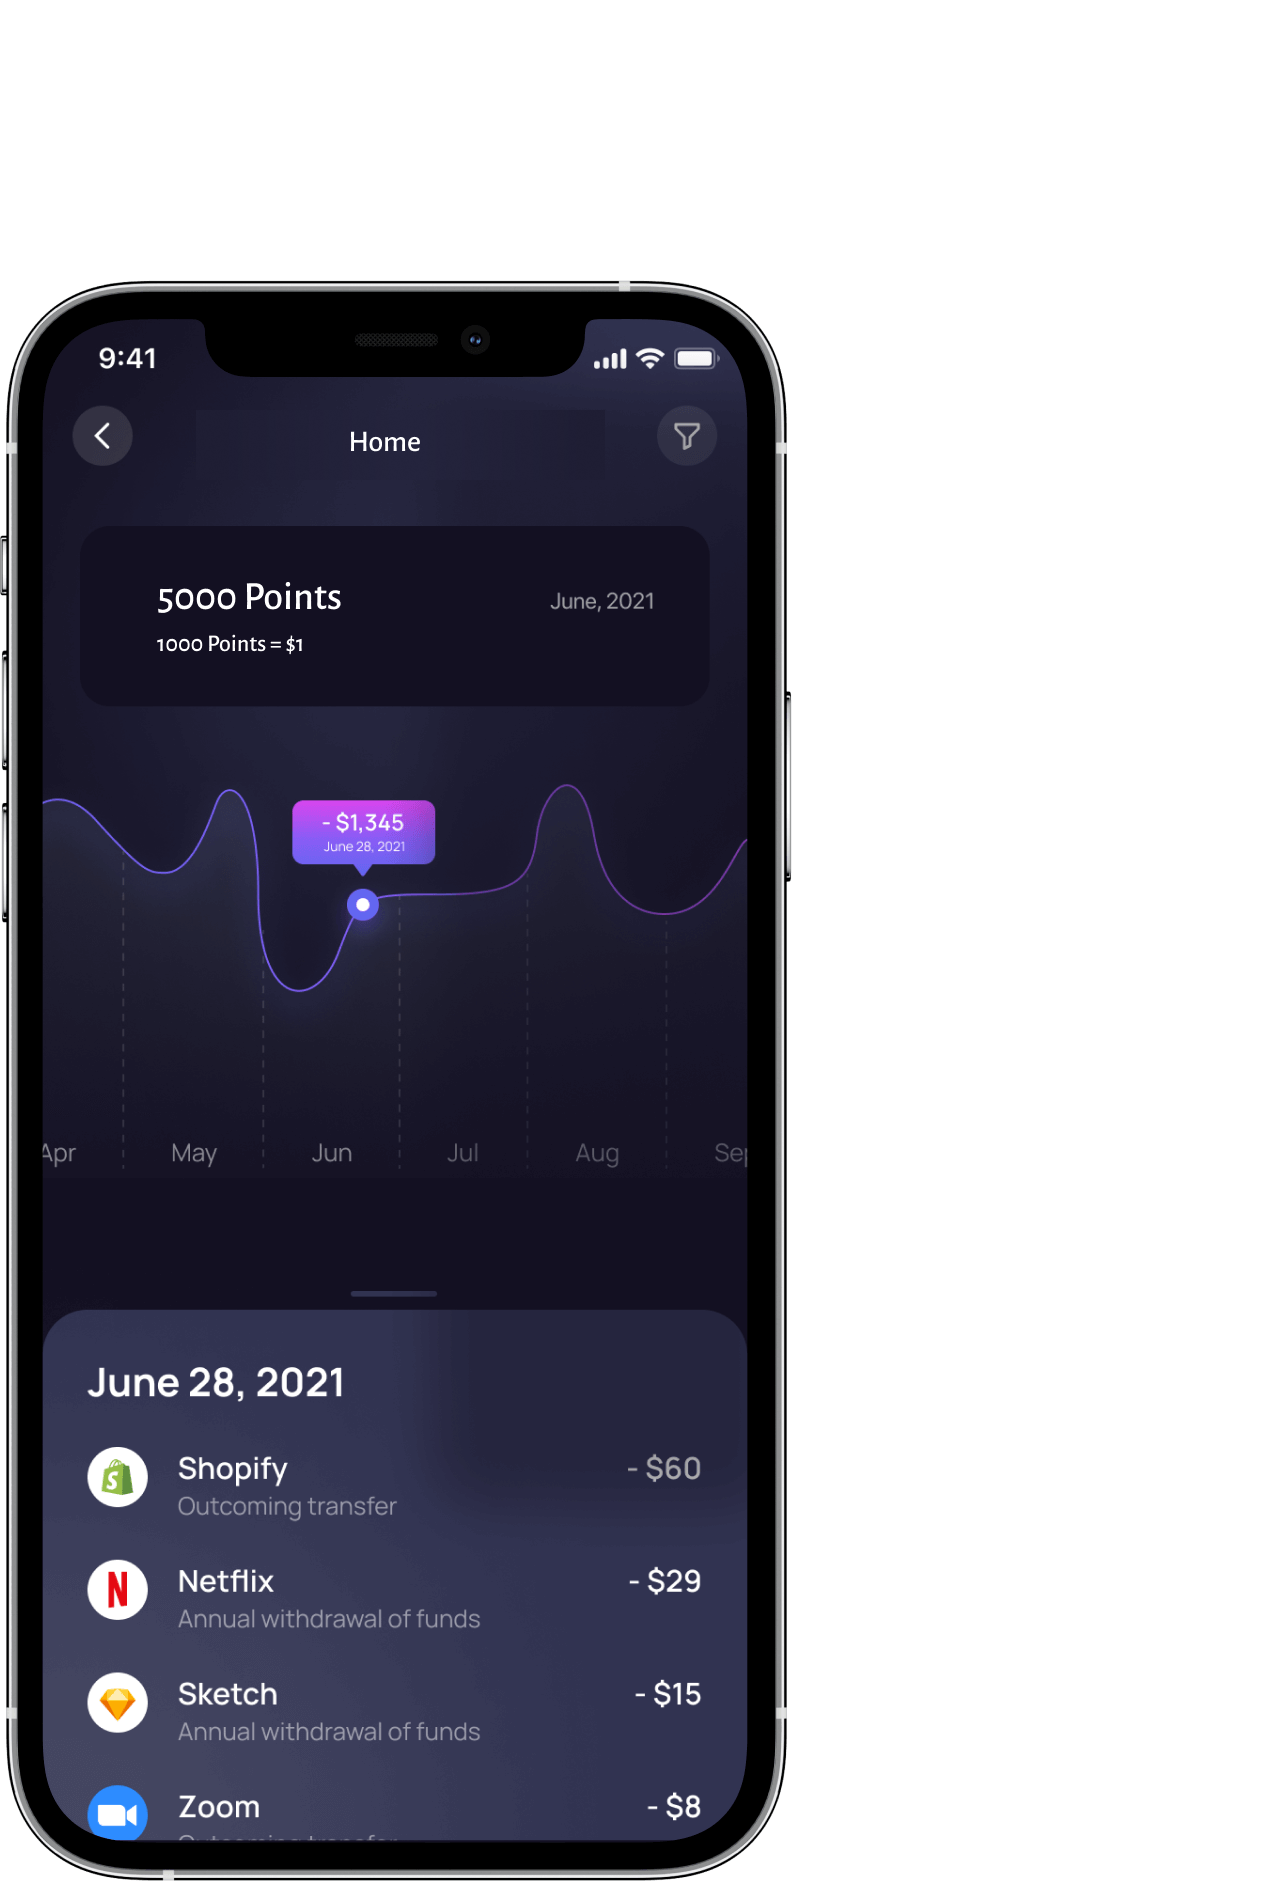 9:41
Home
5000 Points
June, 2021
1000 Points = $1
- $1,345
June 28, 2021
Apr May Jun Jul Aug Sep
June 28, 2021
Shopify - $60
Outcoming transfer
Netflix - $29
Annual withdrawal of funds
Sketch - $15
Annual withdrawal of funds
Zoom - $8
Outcoming transfer